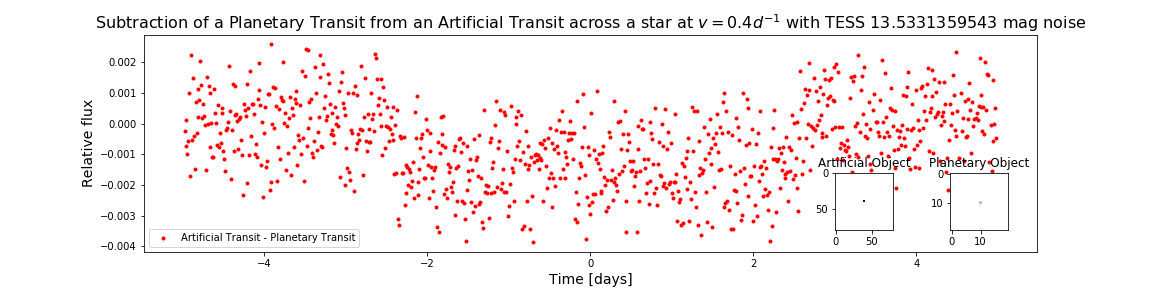 Subtraction of a Planetary Transit from an Artificial Transit across a star at v = 0.4d⁻¹ with TESS 13.5331359543 mag noise
Relative flux
0.002
0.001
0.000
−0.001
−0.002
−0.003
−0.004
Artificial Transit - Planetary Transit
Artificial Object
0
50
0 50
Planetary Object
0
10
0 10
−4 −2 0 2 4
Time [days]